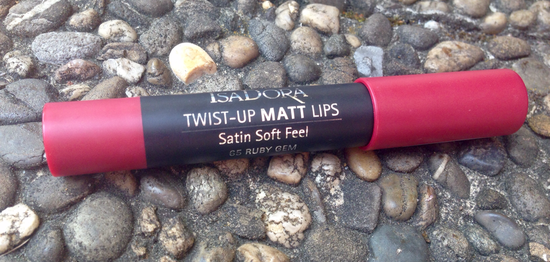 ISADORA
TWIST-UP MATT LIPS
Satin Soft Feel
65 RUBY GEM